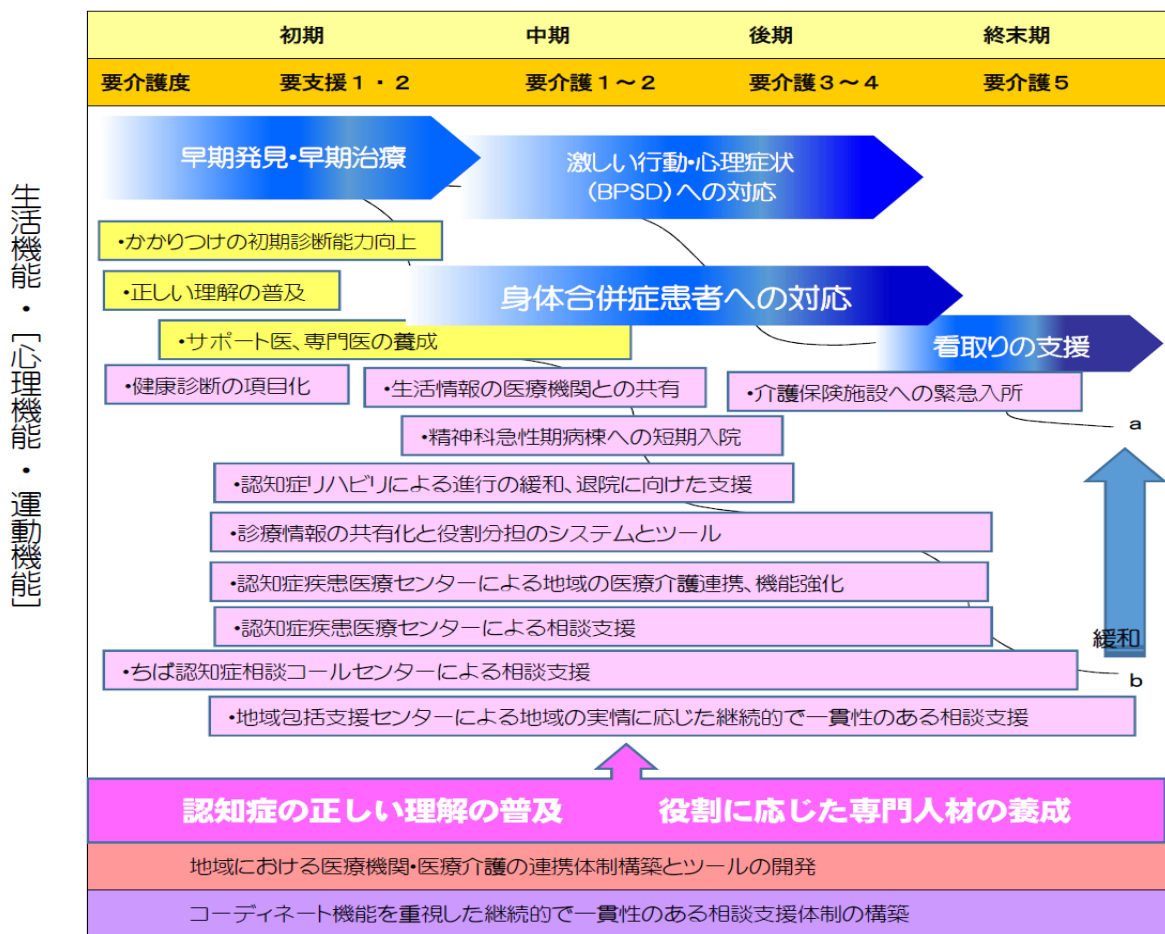 初期 中期 後期 終末期
要介護度 要支援１・２ 要介護１～２ 要介護３～４ 要介護５
生活機能・[心理機能・運動機能]
早期発見・早期治療
激しい行動・心理症状
(BPSD)への対応
・かかりつけの初期診断能力向上
・正しい理解の普及
身体合併症患者への対応
・サポート医、専門医の養成
看取りの支援
・健康診断の項目化
・生活情報の医療機関との共有
・介護保険施設への緊急入所
a
・精神科急性期病棟への短期入院
・認知症リハビリによる進行の緩和、退院に向けた支援
・診療情報の共有化と役割分担のシステムとツール
・認知症疾患医療センターによる地域の医療介護連携、機能強化
・認知症疾患医療センターによる相談支援
緩和
・ちば認知症相談コールセンターによる相談支援
b
・地域包括支援センターによる地域の実情に応じた継続的で一貫性のある相談支援
認知症の正しい理解の普及 役割に応じた専門人材の養成
地域における医療機関・医療介護の連携体制構築とツールの開発
コーディネート機能を重視した継続的で一貫性のある相談支援体制の構築